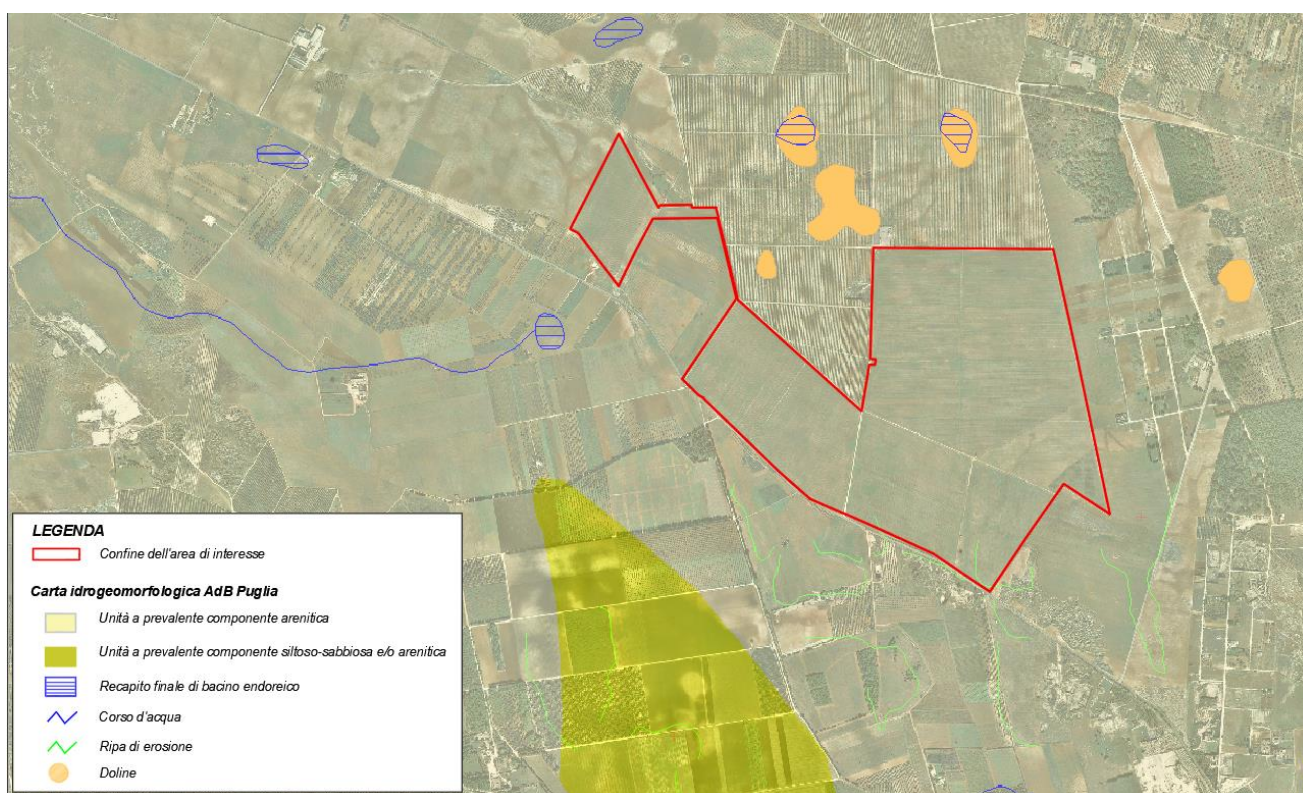 LEGENDA
Confine dell'area di interesse
Carta idrogeomorfologica AdB Puglia
Unità a prevalente componente arenitica
Unità a prevalente componente siltoso-sabbiosa e/o arenitica
Recapito finale di bacino endoreico
Corso d'acqua
Ripa di erosione
Doline